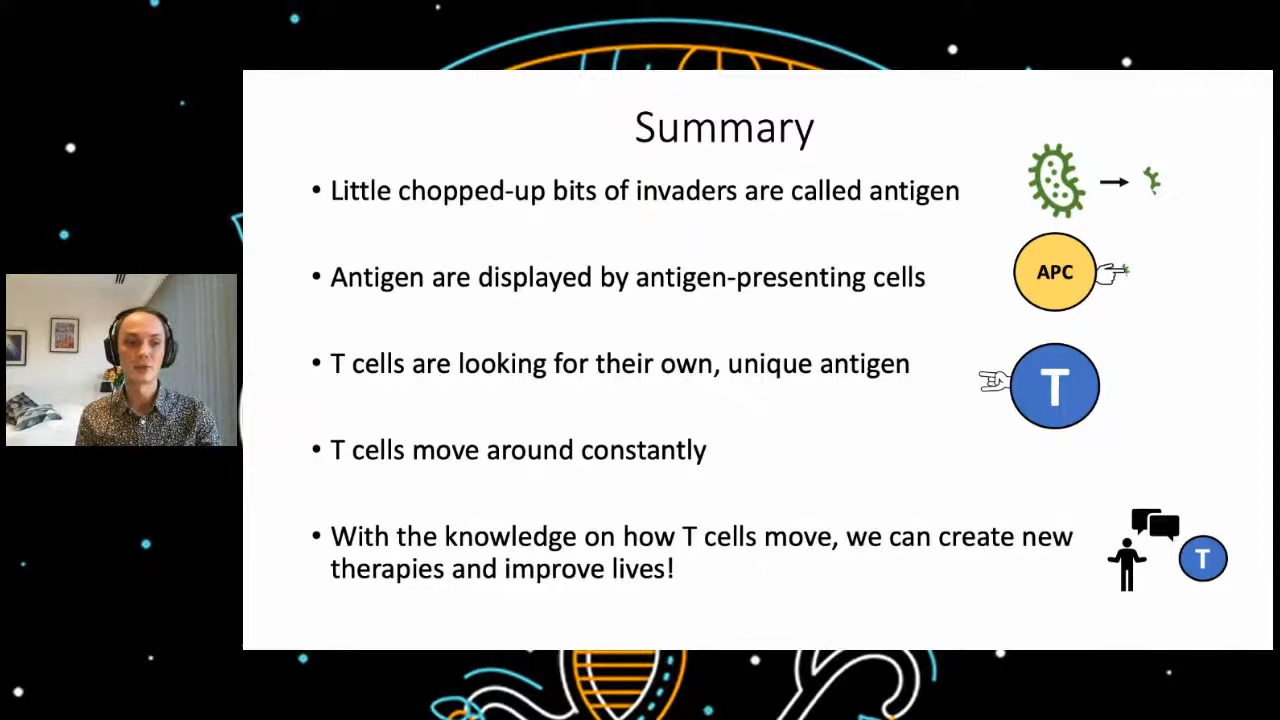 Summary
• Little chopped-up bits of invaders are called antigen
• Antigen are displayed by antigen-presenting cells
APC
• T cells are looking for their own, unique antigen
T
• T cells move around constantly
• With the knowledge on how T cells move, we can create new
therapies and improve lives!
T